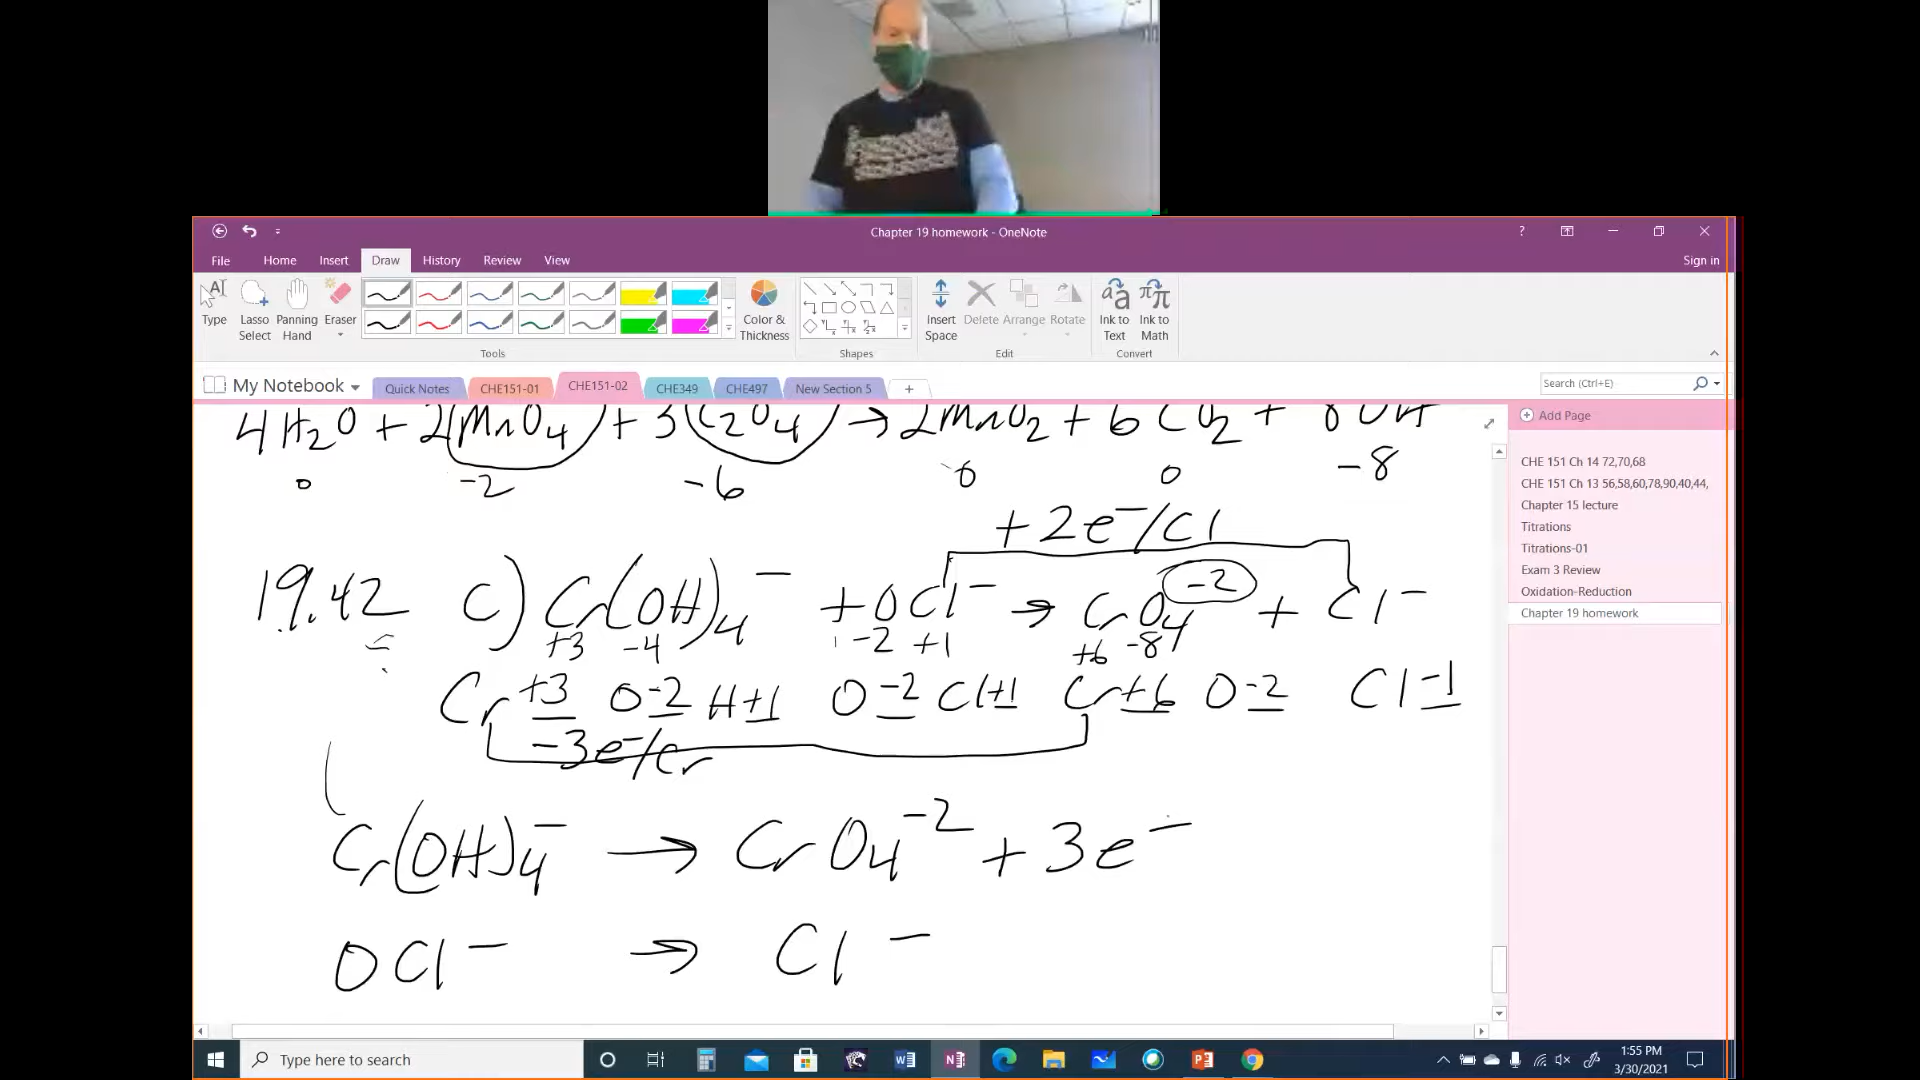 Chapter 19 homework - OneNote
?
File Home Insert Draw History Review View Sign in
Type Lasso Select Panning Hand Eraser Color & Thickness Insert Space Delete Arrange Rotate Ink to Text Ink to Math
Tools Shapes Edit Convert
My Notebook Quick Notes CHE151-01 CHE151-02 CHE349 CHE497 New Section 5 + Search (Ctrl+E)
Add Page
CHE 151 Ch 14 72,70,68
CHE 151 Ch 13 56,58,60,78,90,40,44,
Chapter 15 lecture
Titrations
Titrations-01
Exam 3 Review
Oxidation-Reduction
Chapter 19 homework
4H2O + 2(MnO4) + 3(C2O4) → 2MnO2 + 6CO2 + 8OH
0 -2 -6 0 0 -8
+2e⁻/Cl
19.42 c) Cr(OH)4⁻ + OCl⁻ → CrO4⁻² + Cl⁻
+3 -4 -2 +1 +6 -8
Cr+3 O-2 H+1 O-2 Cl+1 Cr+6 O-2 Cl-1
-3e⁻/Cr
Cr(OH)4⁻ → CrO4⁻² + 3e⁻
OCl⁻ → Cl⁻
Type here to search
1:55 PM
3/30/2021